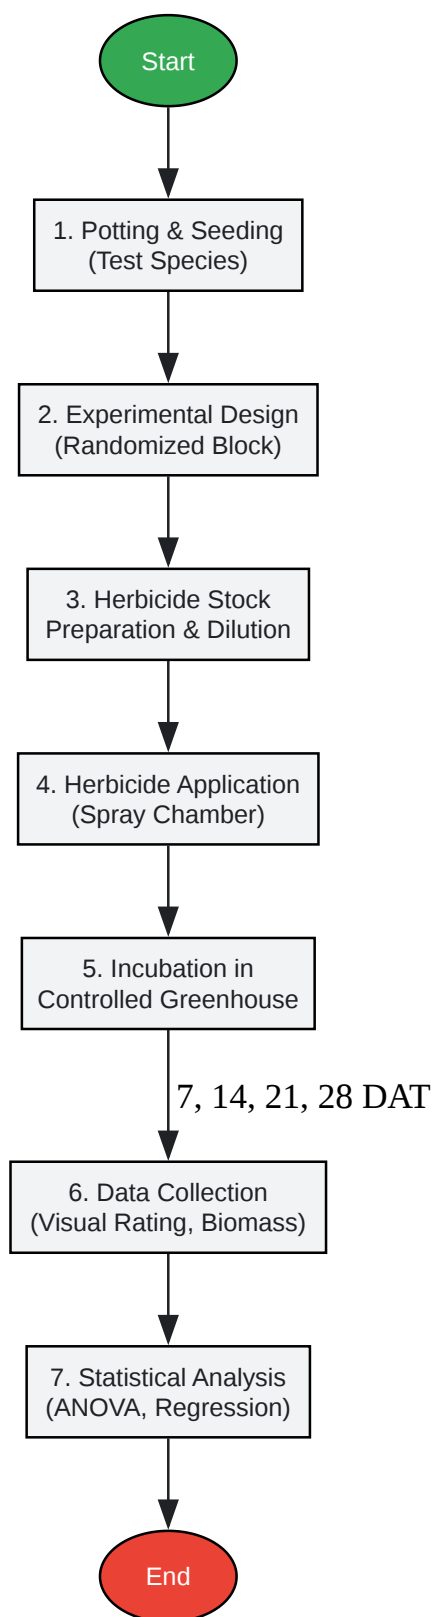 Start
1. Potting & Seeding
(Test Species)
2. Experimental Design
(Randomized Block)
3. Herbicide Stock
Preparation & Dilution
4. Herbicide Application
(Spray Chamber)
5. Incubation in
Controlled Greenhouse
7, 14, 21, 28 DAT
6. Data Collection
(Visual Rating, Biomass)
7. Statistical Analysis
(ANOVA, Regression)
End